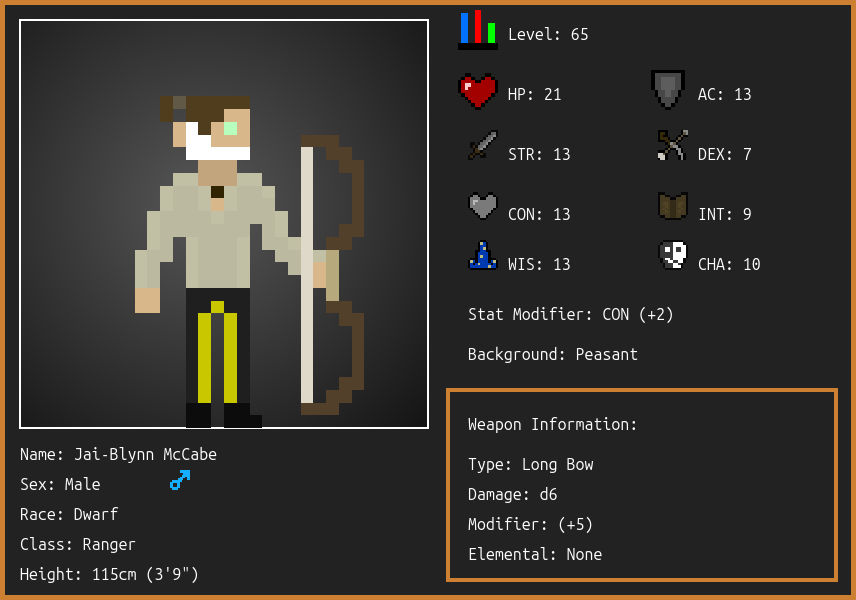 Level: 65
HP: 21
AC: 13
STR: 13
DEX: 7
CON: 13
INT: 9
WIS: 13
CHA: 10
Stat Modifier: CON (+2)
Background: Peasant
Weapon Information:
Type: Long Bow
Damage: d6
Modifier: (+5)
Elemental: None
Name: Jai-Blynn McCabe
Sex: Male
Race: Dwarf
Class: Ranger
Height: 115cm (3'9")